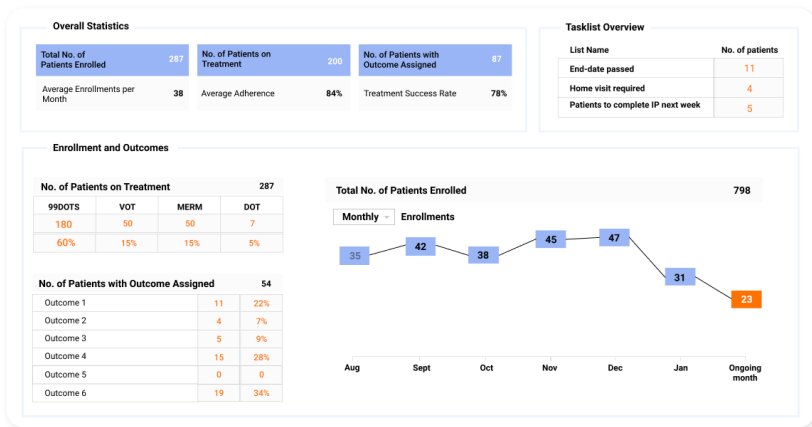 Overall Statistics
Total No. of
Patients Enrolled
287
No. of Patients on
Treatment
200
No. of Patients with
Outcome Assigned
87
Average Enrollments per
Month
38
Average Adherence
84%
Treatment Success Rate
78%
Tasklist Overview
List Name No. of patients
End-date passed 11
Home visit required 4
Patients to complete IP next week 5
Enrollment and Outcomes
No. of Patients on Treatment 287
99DOTS VOT MERM DOT
180 50 50 7
60% 15% 15% 5%
No. of Patients with Outcome Assigned 54
Outcome 1 11 22%
Outcome 2 4 7%
Outcome 3 5 9%
Outcome 4 15 28%
Outcome 5 0 0
Outcome 6 19 34%
Total No. of Patients Enrolled 798
Monthly Enrollments
35 42 38 45 47 31 23
Aug Sept Oct Nov Dec Jan Ongoing
month